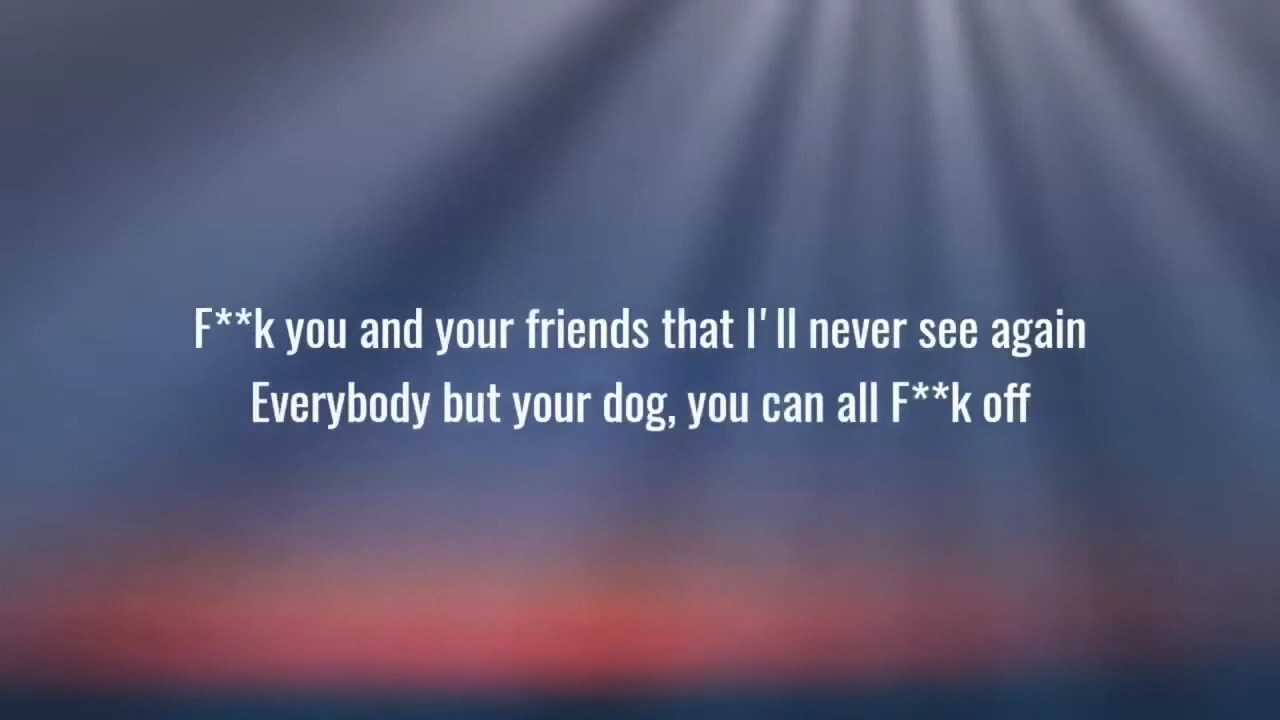 F**k you and your friends that I'll never see again
Everybody but your dog, you can all F**k off